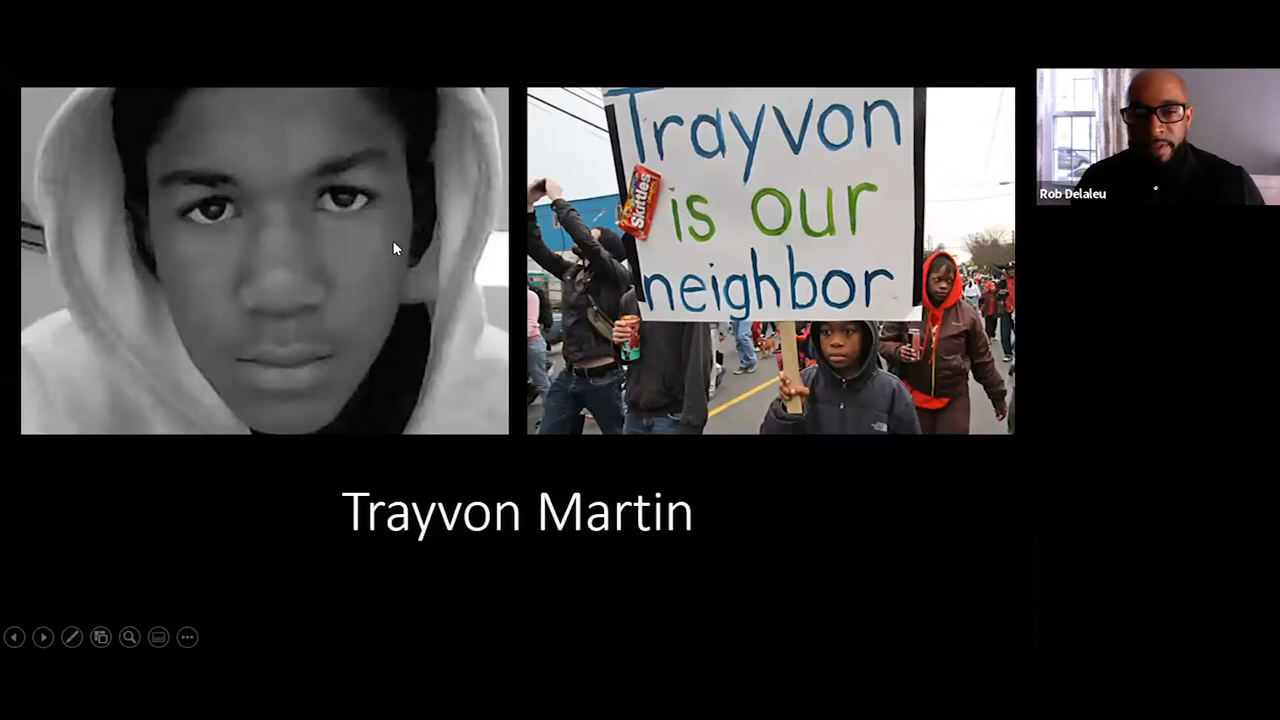 Trayvon
is our
neighbor
Skittles
Rob Delaleu
Trayvon Martin